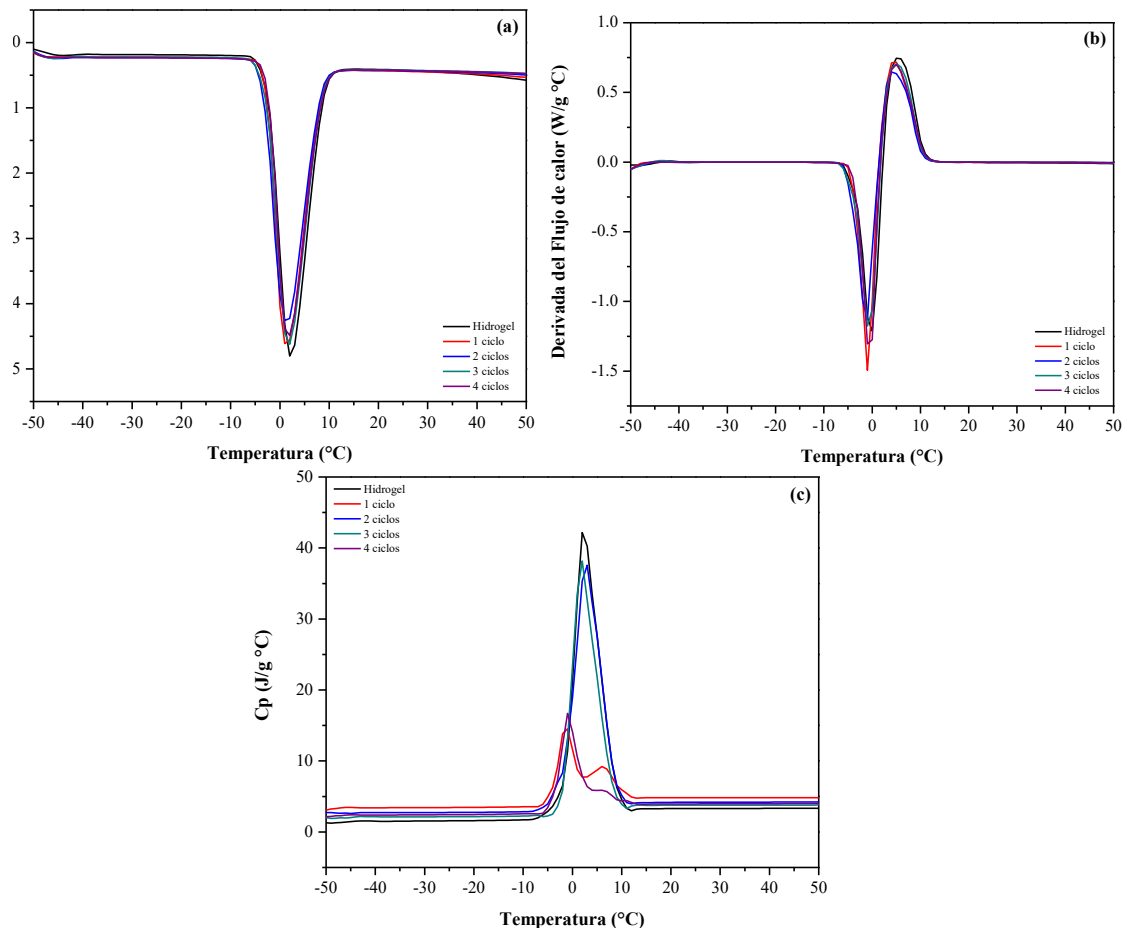 (a)
0
1
2
3
4
5
-50 -40 -30 -20 -10 0 10 20 30 40 50
Temperatura (°C)
Hidrogel
1 ciclo
2 ciclos
3 ciclos
4 ciclos
(b)
Derivada del Flujo de calor (W/g °C)
1.0
0.5
0.0
-0.5
-1.0
-1.5
-50 -40 -30 -20 -10 0 10 20 30 40 50
Temperatura (°C)
Hidrogel
1 ciclo
2 ciclos
3 ciclos
4 ciclos
(c)
Hidrogel
1 ciclo
2 ciclos
3 ciclos
4 ciclos
Cp (J/g °C)
50
40
30
20
10
0
-50 -40 -30 -20 -10 0 10 20 30 40 50
Temperatura (°C)